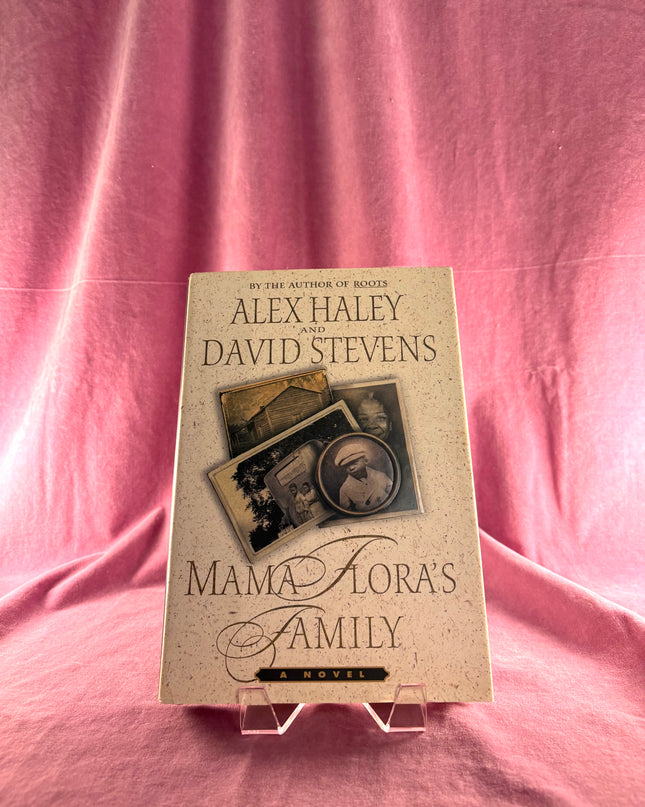 BY THE AUTHOR OF ROOTS
ALEX HALEY
AND
DAVID STEVENS
MAMA FLORA'S
FAMILY
A NOVEL